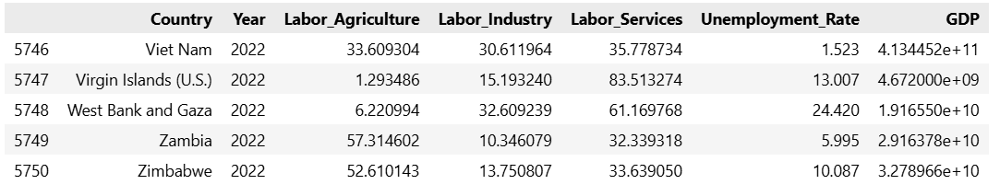 Country Year Labor_Agriculture Labor_Industry Labor_Services Unemployment_Rate GDP
5746 Viet Nam 2022 33.609304 30.611964 35.778734 1.523 4.134452e+11
5747 Virgin Islands (U.S.) 2022 1.293486 15.193240 83.513274 13.007 4.672000e+09
5748 West Bank and Gaza 2022 6.220994 32.609239 61.169768 24.420 1.916550e+10
5749 Zambia 2022 57.314602 10.346079 32.339318 5.995 2.916378e+10
5750 Zimbabwe 2022 52.610143 13.750807 33.639050 10.087 3.278966e+10